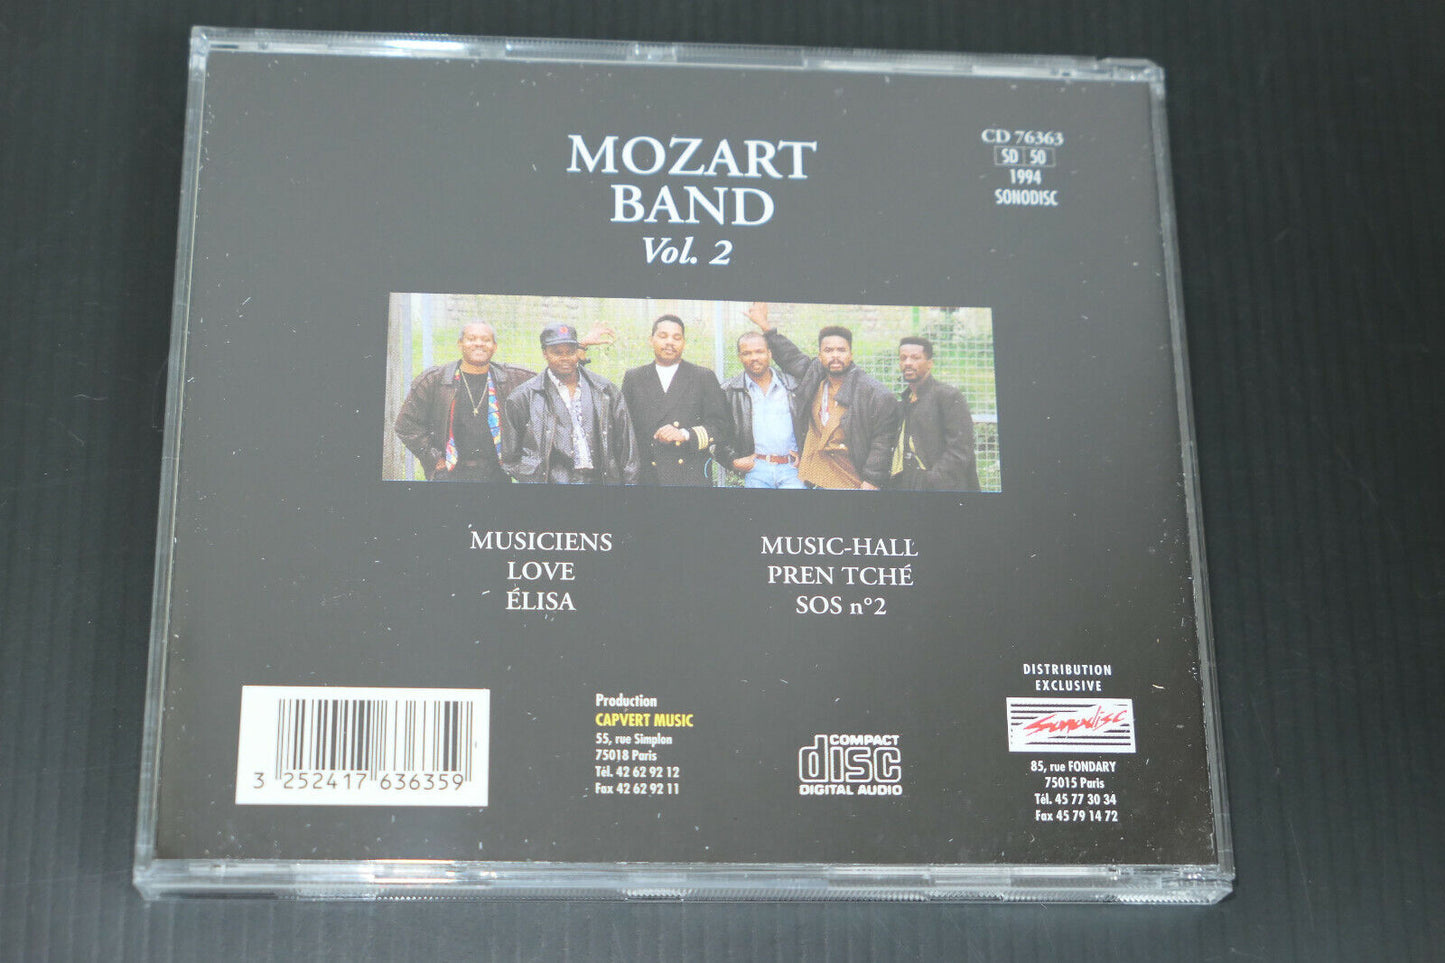 MOZART
BAND
Vol. 2
CD 76363
SD 50
1994
SONODISC
MUSICIENS
LOVE
ÉLISA
MUSIC-HALL
PREN TCHÉ
SOS n°2
3 252417 636359
Production
CAPVERT MUSIC
55, rue Simplon
75018 Paris
Tél. 42 62 92 12
Fax 42 62 92 11
COMPACT
disc
DIGITAL AUDIO
DISTRIBUTION
EXCLUSIVE
Sonodisc
85, rue FONDARY
75015 Paris
Tél. 45 77 30 34
Fax 45 79 14 72